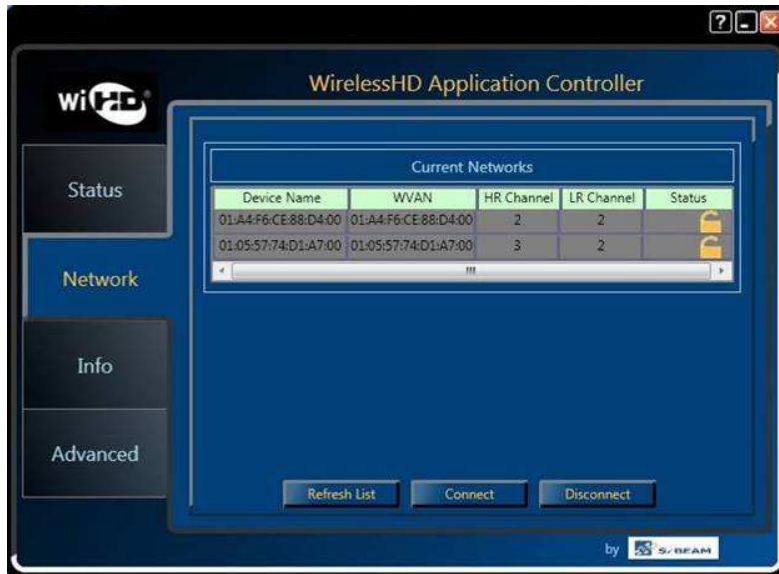 ?
WiHD
WirelessHD Application Controller
Status
Network
Info
Advanced
Current Networks
Device Name WVAN HR Channel LR Channel Status
01:A4:F6:CE:88:D4:00 01:A4:F6:CE:88:D4:00 2 2
01:05:57:74:D1:A7:00 01:05:57:74:D1:A7:00 3 2
Refresh List Connect Disconnect
by SiBEAM